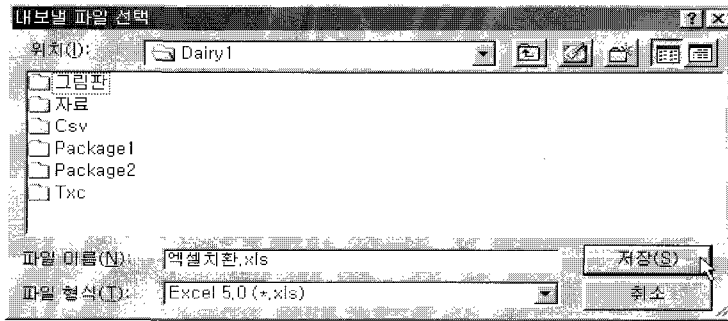 내보낼 파일 선택
위치(I): Dairy1
그림판
자료
Csv
Package1
Package2
Txc
파일 이름(N): 엑셀치환.xls 저장(S)
파일 형식(T): Excel 5.0 (*.xls) 취소